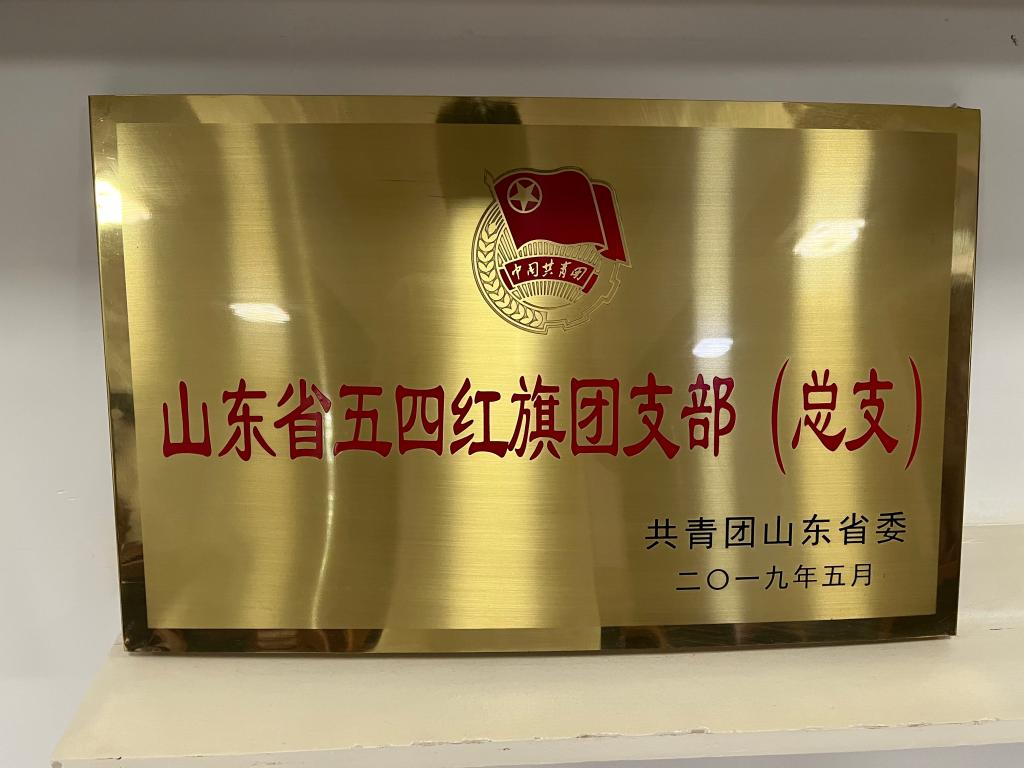 中国共青团
山东省五四红旗团支部（总支）
共青团山东省委
二〇一九年五月